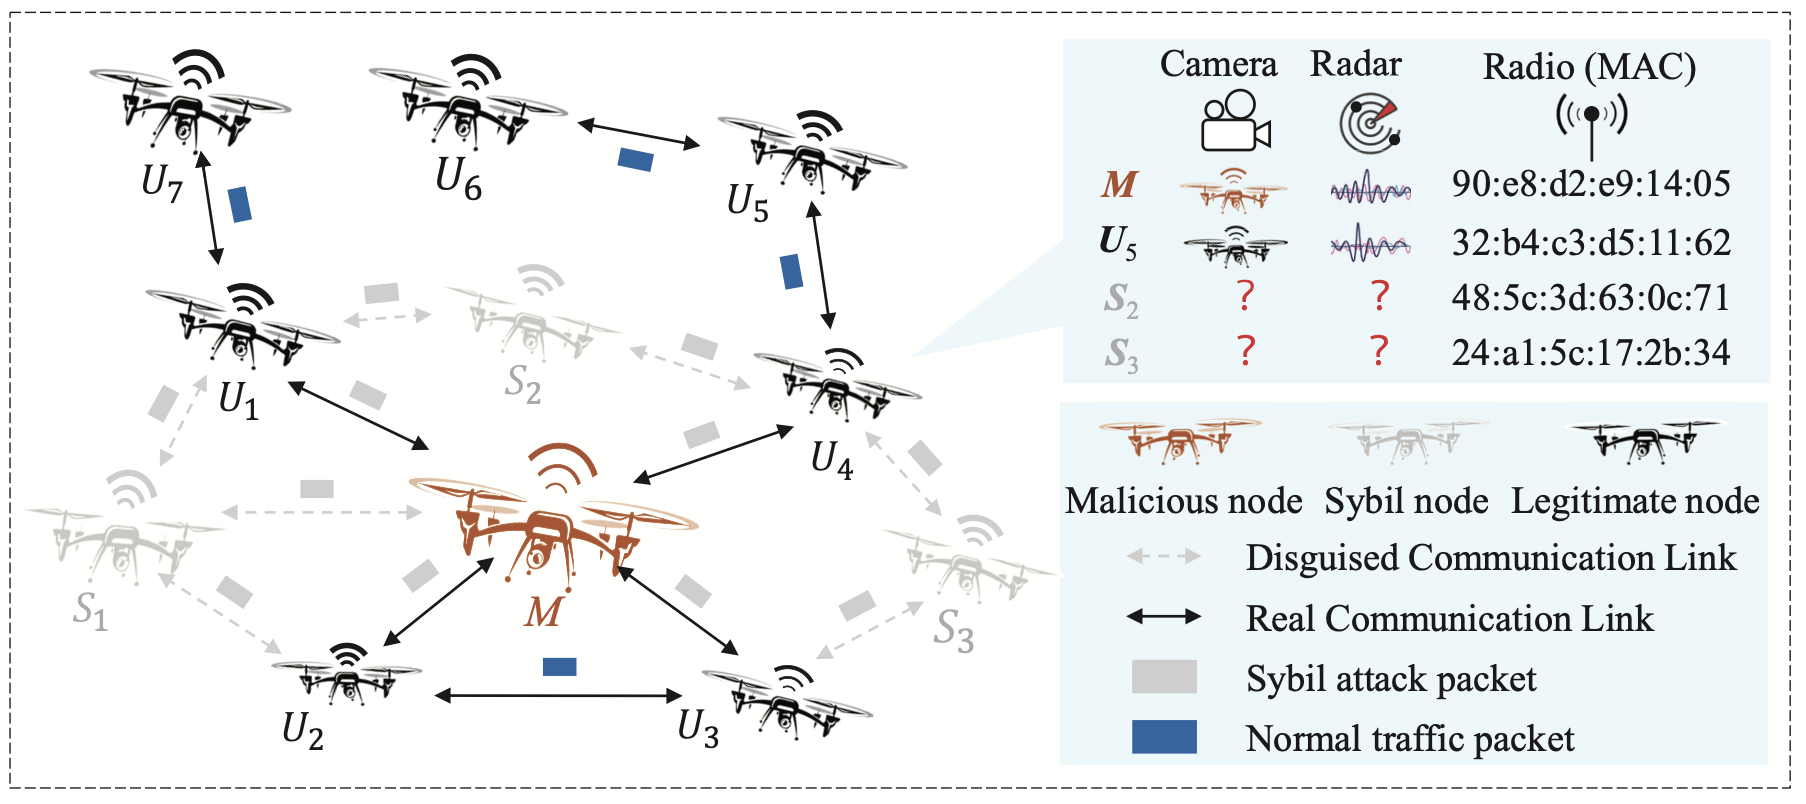 U7
U6
U5
U1
S2
U4
S1
M
S3
U2
U3
Camera Radar Radio (MAC)
M 90:e8:d2:e9:14:05
U5 32:b4:c3:d5:11:62
S2 ? ? 48:5c:3d:63:0c:71
S3 ? ? 24:a1:5c:17:2b:34
Malicious node Sybil node Legitimate node
Disguised Communication Link
Real Communication Link
Sybil attack packet
Normal traffic packet